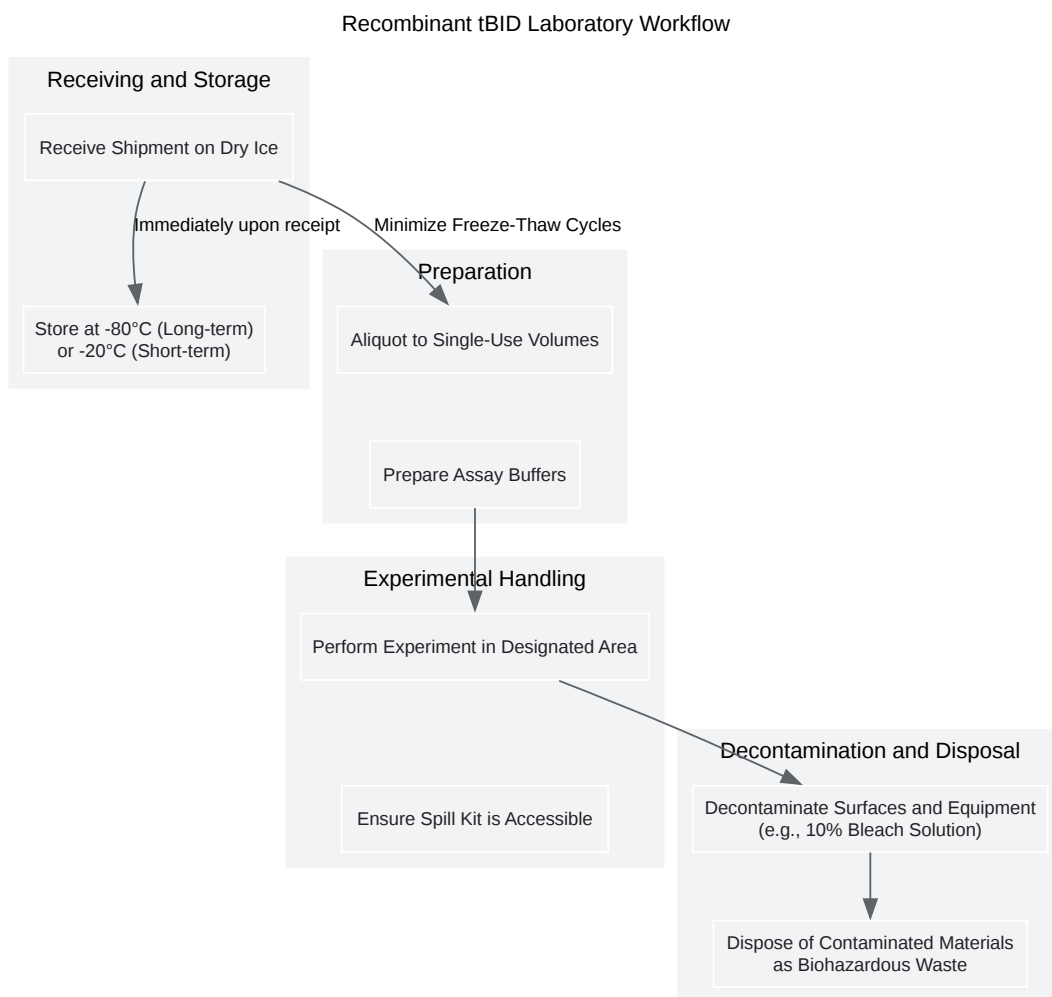 Recombinant tBID Laboratory Workflow
Receiving and Storage
Receive Shipment on Dry Ice
Immediately upon receipt
Minimize Freeze-Thaw Cycles
Store at -80°C (Long-term)
or -20°C (Short-term)
Preparation
Aliquot to Single-Use Volumes
Prepare Assay Buffers
Experimental Handling
Perform Experiment in Designated Area
Ensure Spill Kit is Accessible
Decontamination and Disposal
Decontaminate Surfaces and Equipment
(e.g., 10% Bleach Solution)
Dispose of Contaminated Materials
as Biohazardous Waste